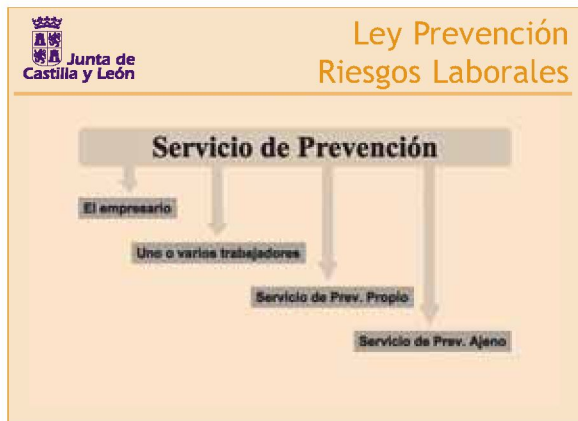 Junta de
Castilla y León
Ley Prevención
Riesgos Laborales
Servicio de Prevención
El empresario
Uno o varios trabajadores
Servicio de Prev. Propio
Servicio de Prev. Ajeno